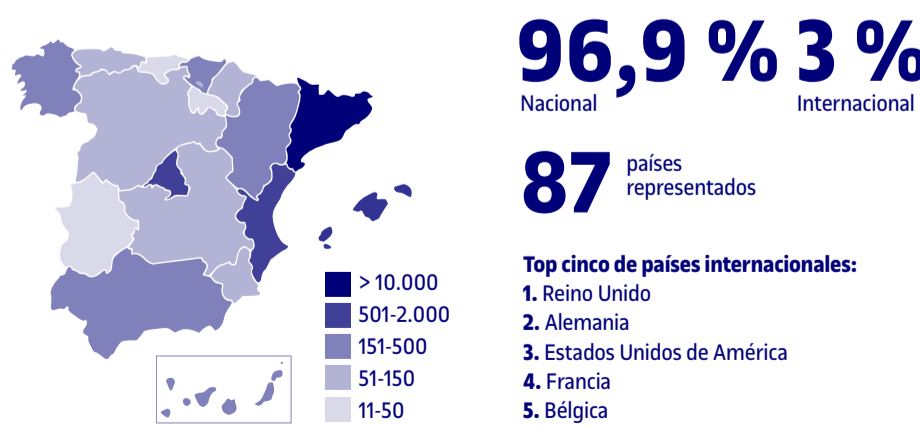 96,9 % 3 %
Nacional Internacional
87 países
representados
Top cinco de países internacionales:
1. Reino Unido
2. Alemania
3. Estados Unidos de América
4. Francia
5. Bélgica
> 10.000
501-2.000
151-500
51-150
11-50